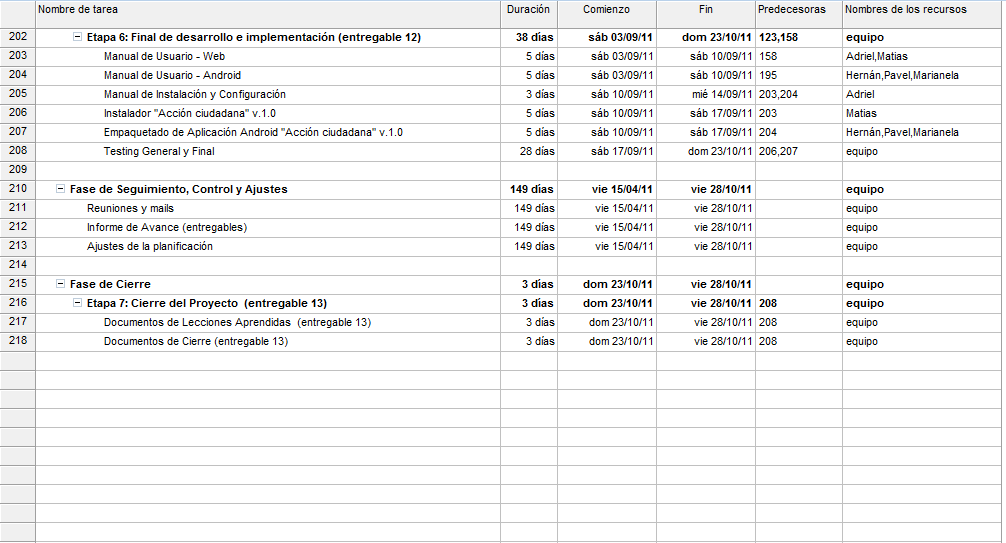 Nombre de tarea Duración Comienzo Fin Predecesoras Nombres de los recursos
202 Etapa 6: Final de desarrollo e implementación (entregable 12) 38 días sáb 03/09/11 dom 23/10/11 123,158 equipo
203 Manual de Usuario - Web 5 días sáb 03/09/11 sáb 10/09/11 158 Adriel,Matias
204 Manual de Usuario - Android 5 días sáb 03/09/11 sáb 10/09/11 195 Hernán,Pavel,Marianela
205 Manual de Instalación y Configuración 3 días sáb 10/09/11 mié 14/09/11 203,204 Adriel
206 Instalador "Acción ciudadana" v.1.0 5 días sáb 10/09/11 sáb 17/09/11 203 Matias
207 Empaquetado de Aplicación Android "Acción ciudadana" v.1.0 5 días sáb 10/09/11 sáb 17/09/11 204 Hernán,Pavel,Marianela
208 Testing General y Final 28 días sáb 17/09/11 dom 23/10/11 206,207 equipo
209
210 Fase de Seguimiento, Control y Ajustes 149 días vie 15/04/11 vie 28/10/11 equipo
211 Reuniones y mails 149 días vie 15/04/11 vie 28/10/11 equipo
212 Informe de Avance (entregables) 149 días vie 15/04/11 vie 28/10/11 equipo
213 Ajustes de la planificación 149 días vie 15/04/11 vie 28/10/11 equipo
214
215 Fase de Cierre 3 días dom 23/10/11 vie 28/10/11 equipo
216 Etapa 7: Cierre del Proyecto (entregable 13) 3 días dom 23/10/11 vie 28/10/11 208 equipo
217 Documentos de Lecciones Aprendidas (entregable 13) 3 días dom 23/10/11 vie 28/10/11 208 equipo
218 Documentos de Cierre (entregable 13) 3 días dom 23/10/11 vie 28/10/11 208 equipo